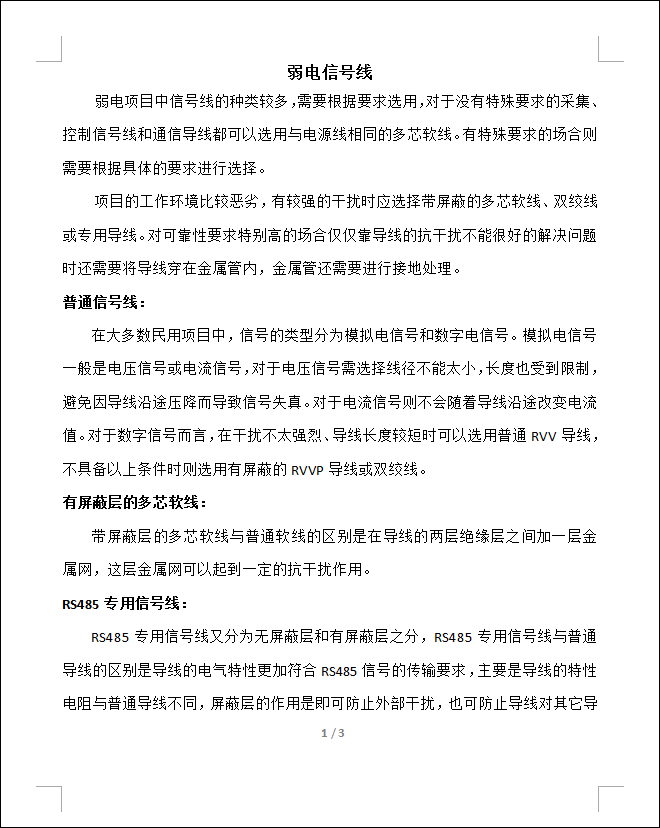 弱电信号线
弱电项目中信号线的种类较多，需要根据要求选用，对于没有特殊要求的采集、
控制信号线和通信导线都可以选用与电源线相同的多芯软线。有特殊要求的场合则
需要根据具体的要求进行选择。
项目的工作环境比较恶劣，有较强的干扰时应选择带屏蔽的多芯软线、双绞线
或专用导线。对可靠性要求特别高的场合仅仅靠导线的抗干扰不能很好的解决问题
时还需要将导线穿在金属管内，金属管还需要进行接地处理。
普通信号线：
在大多数民用项目中，信号的类型分为模拟电信号和数字电信号。模拟电信号
一般是电压信号或电流信号，对于电压信号需选择线径不能太小，长度也受到限制，
避免因导线沿途压降而导致信号失真。对于电流信号则不会随着导线沿途改变电流
值。对于数字信号而言，在干扰不太强烈、导线长度较短时可以选用普通 RVV 导线，
不具备以上条件时则选用有屏蔽的 RVVP 导线或双绞线。
有屏蔽层的多芯软线：
带屏蔽层的多芯软线与普通软线的区别是在导线的两层绝缘层之间加一层金
属网，这层金属网可以起到一定的抗干扰作用。
RS485 专用信号线：
RS485 专用信号线又分为无屏蔽层和有屏蔽层之分，RS485 专用信号线与普通
导线的区别是导线的电气特性更加符合 RS485 信号的传输要求，主要是导线的特性
电阻与普通导线不同，屏蔽层的作用是即可防止外部干扰，也可防止导线对其它导
1 / 3